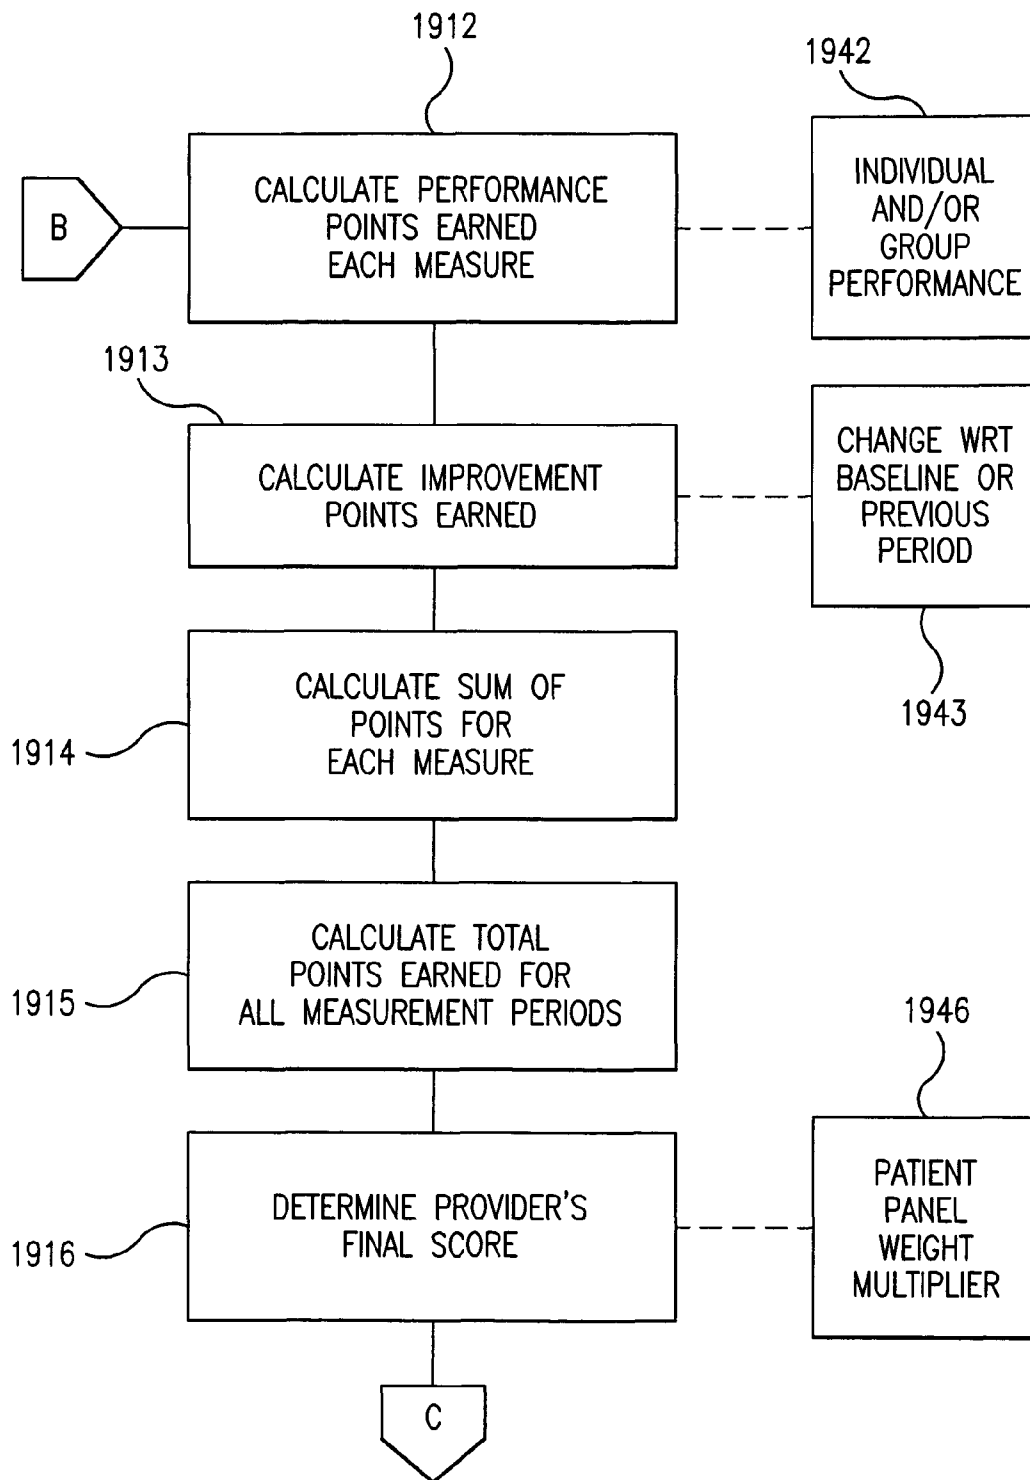 1912
1942
B
CALCULATE PERFORMANCE
POINTS EARNED
EACH MEASURE
INDIVIDUAL
AND/OR
GROUP
PERFORMANCE
1913
CALCULATE IMPROVEMENT
POINTS EARNED
CHANGE WRT
BASELINE OR
PREVIOUS
PERIOD
1943
1914
CALCULATE SUM OF
POINTS FOR
EACH MEASURE
1915
CALCULATE TOTAL
POINTS EARNED FOR
ALL MEASUREMENT PERIODS
1946
1916
DETERMINE PROVIDER'S
FINAL SCORE
PATIENT
PANEL
WEIGHT
MULTIPLIER
C